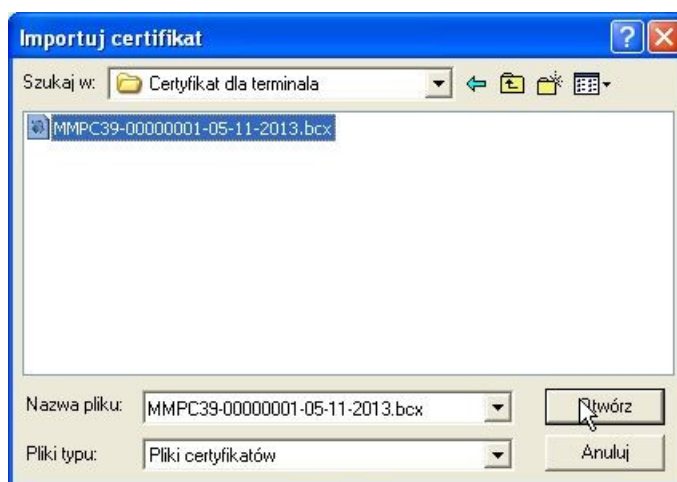 Importuj certifikat
Szukaj w: Certyfikat dla terminala
MMPC39-00000001-05-11-2013.bcx
Nazwa pliku: MMPC39-00000001-05-11-2013.bcx Otwórz
Pliki typu: Pliki certyfikatów Anuluj